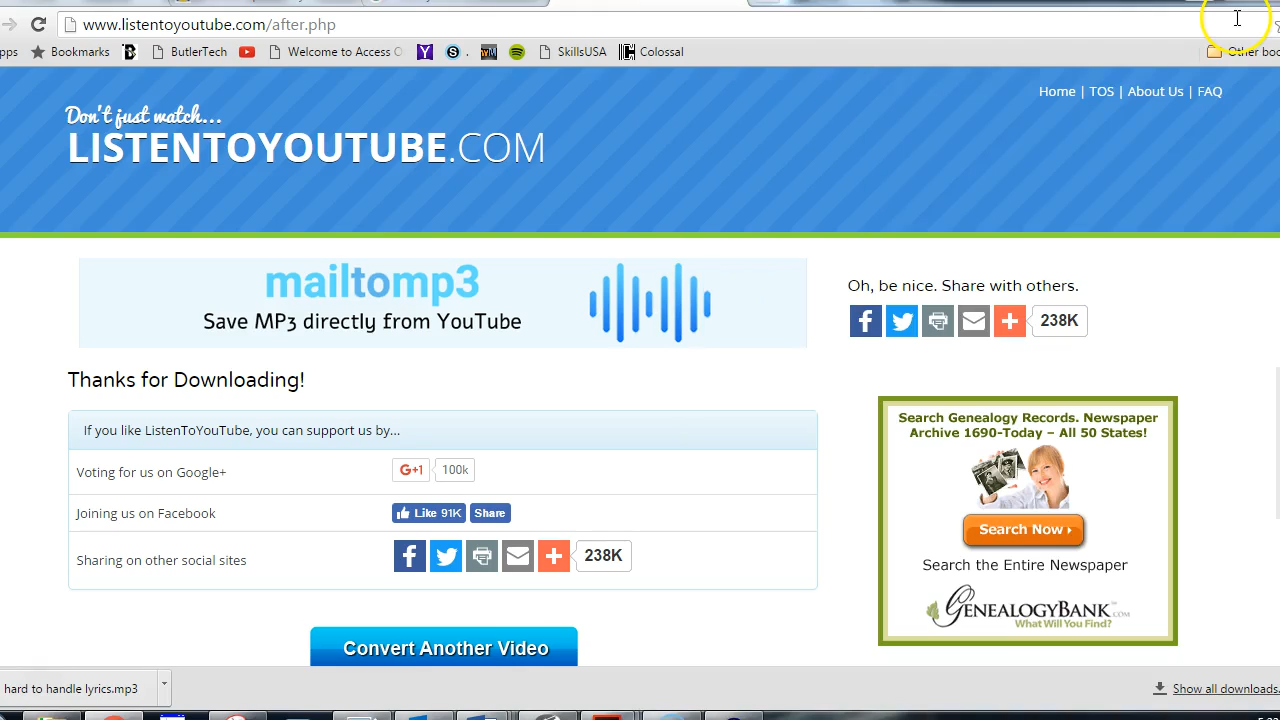 www.listentoyoutube.com/after.php
pps Bookmarks ButlerTech Welcome to Access SkillsUSA Colossal Other boo
Home | TOS | About Us | FAQ
Don't just watch...
LISTENTOYOUTUBE.COM
mailtomp3
Save MP3 directly from YouTube
Oh, be nice. Share with others.
238K
Thanks for Downloading!
If you like ListenToYouTube, you can support us by...
Voting for us on Google+ G+1 100k
Joining us on Facebook Like 91K Share
Sharing on other social sites 238K
Search Genealogy Records. Newspaper
Archive 1690-Today – All 50 States!
Search Now
Search the Entire Newspaper
GENEALOGYBANK.COM
What Will You Find?
Convert Another Video
hard to handle lyrics.mp3
Show all downloads.